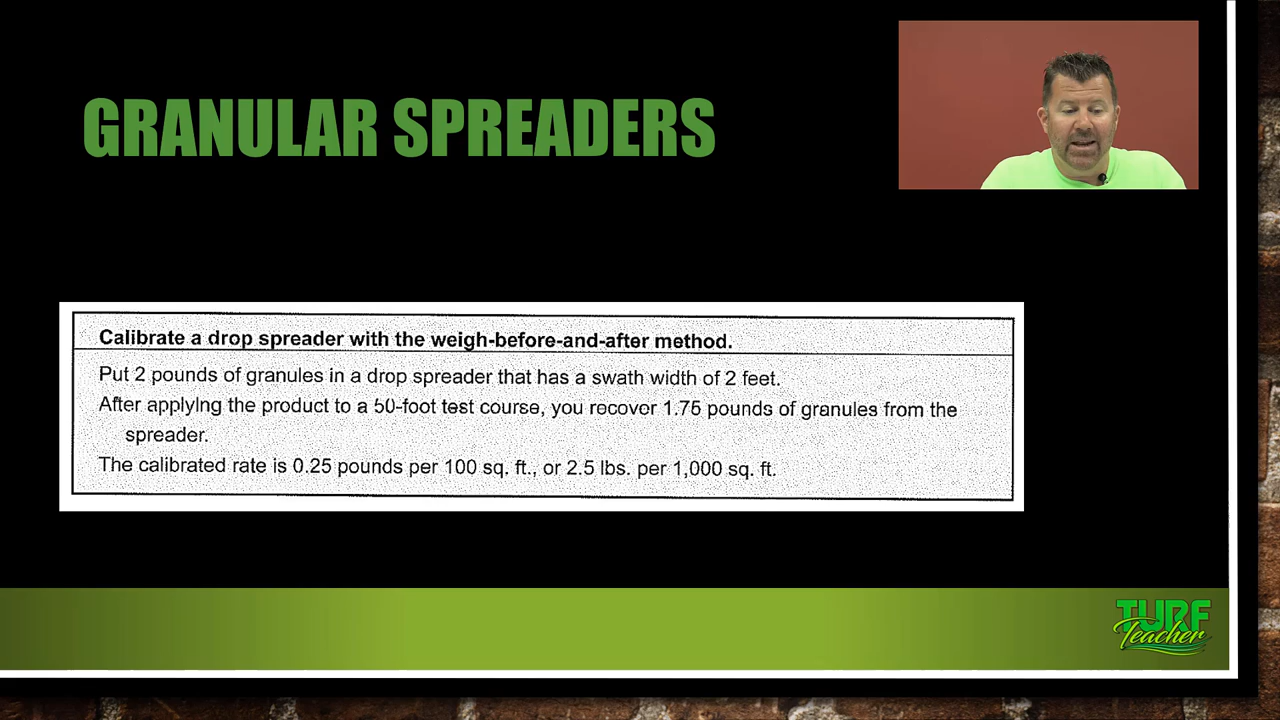 GRANULAR SPREADERS
Calibrate a drop spreader with the weigh-before-and-after method.
Put 2 pounds of granules in a drop spreader that has a swath width of 2 feet.
After applying the product to a 50-foot test course, you recover 1.75 pounds of granules from the
spreader.
The calibrated rate is 0.25 pounds per 100 sq. ft., or 2.5 lbs. per 1,000 sq. ft.
TURF
Teacher